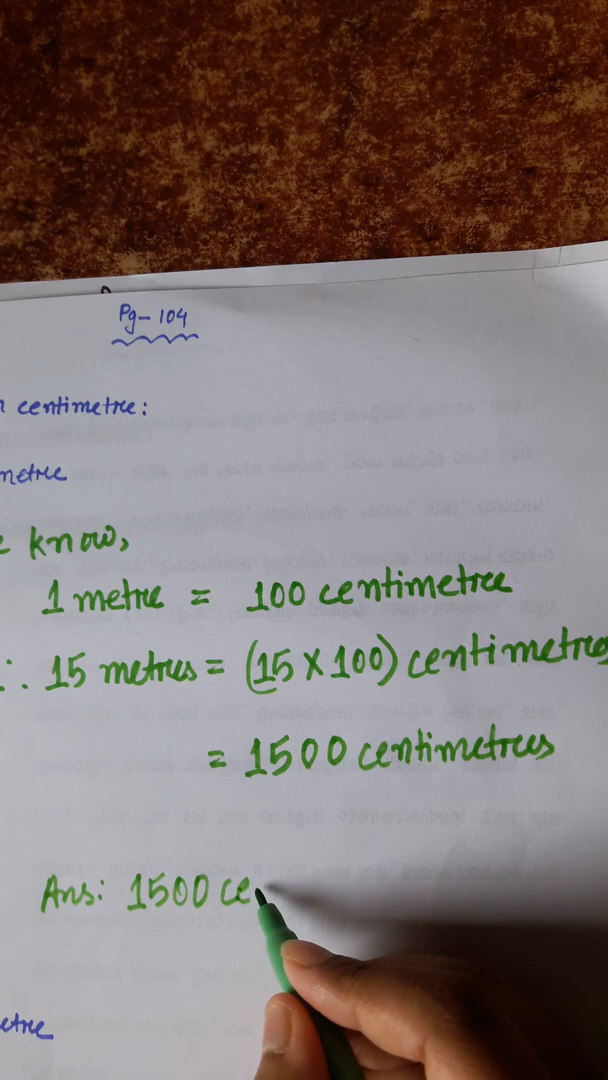 Pg-104
centimetre:
metre
know,
1 metre = 100 centimetre
∴ 15 metres = (15 X 100) centimetres
= 1500 centimetres
Ans: 1500 ce